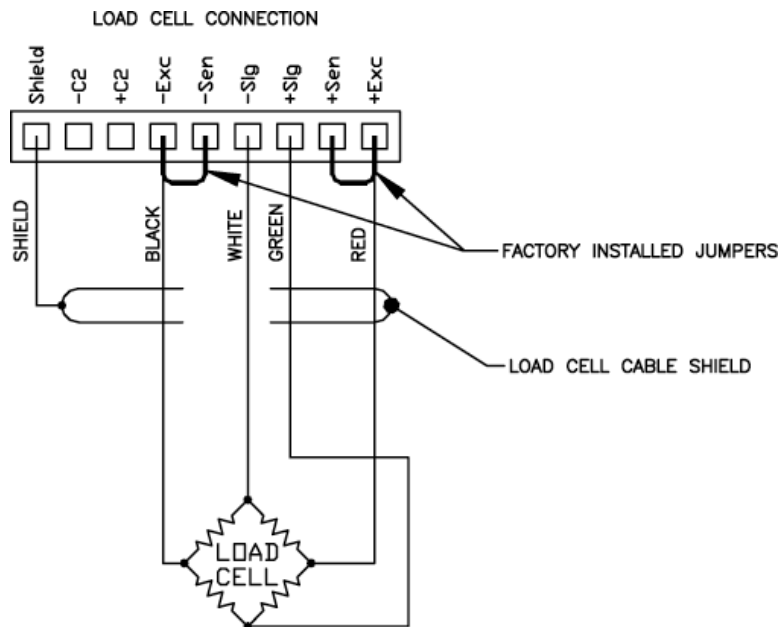 LOAD CELL CONNECTION
Shield
-C2
+C2
-Exc
-Sen
-Sig
+Sig
+Sen
+Exc
SHIELD
BLACK
WHITE
GREEN
RED
FACTORY INSTALLED JUMPERS
LOAD CELL CABLE SHIELD
LOAD
CELL